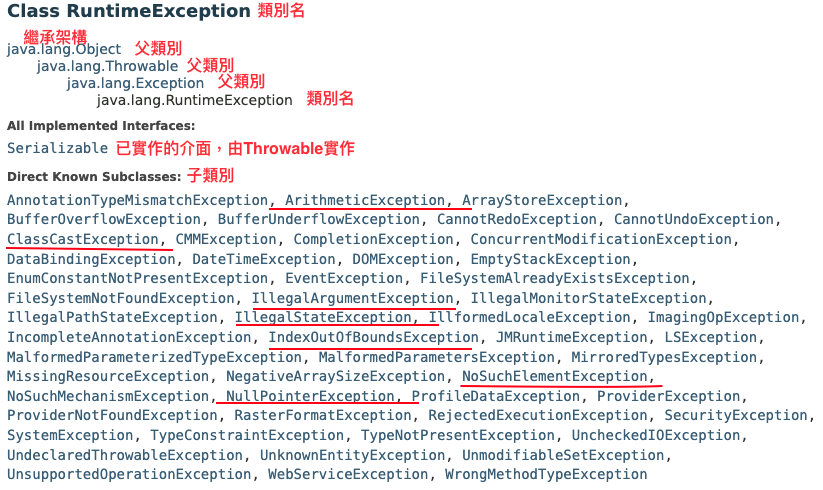 Class RuntimeException 類別名
繼承架構
java.lang.Object 父類別
java.lang.Throwable 父類別
java.lang.Exception 父類別
java.lang.RuntimeException 類別名
All Implemented Interfaces:
Serializable 已實作的介面，由Throwable實作
Direct Known Subclasses: 子類別
AnnotationTypeMismatchException, ArithmeticException, ArrayStoreException,
BufferOverflowException, BufferUnderflowException, CannotRedoException, CannotUndoException,
ClassCastException, CMMException, CompletionException, ConcurrentModificationException,
DataBindingException, DateTimeException, DOMException, EmptyStackException,
EnumConstantNotPresentException, EventException, FileSystemAlreadyExistsException,
FileSystemNotFoundException, IllegalArgumentException, IllegalMonitorStateException,
IllegalPathStateException, IllegalStateException, IllformedLocaleException, ImagingOpException,
IncompleteAnnotationException, IndexOutOfBoundsException, JMRuntimeException, LSException,
MalformedParameterizedTypeException, MalformedParametersException, MirroredTypesException,
MissingResourceException, NegativeArraySizeException, NoSuchElementException,
NoSuchMechanismException, NullPointerException, ProfileDataException, ProviderException,
ProviderNotFoundException, RasterFormatException, RejectedExecutionException, SecurityException,
SystemException, TypeConstraintException, TypeNotPresentException, UncheckedIOException,
UndeclaredThrowableException, UnknownEntityException, UnmodifiableSetException,
UnsupportedOperationException, WebServiceException, WrongMethodTypeException